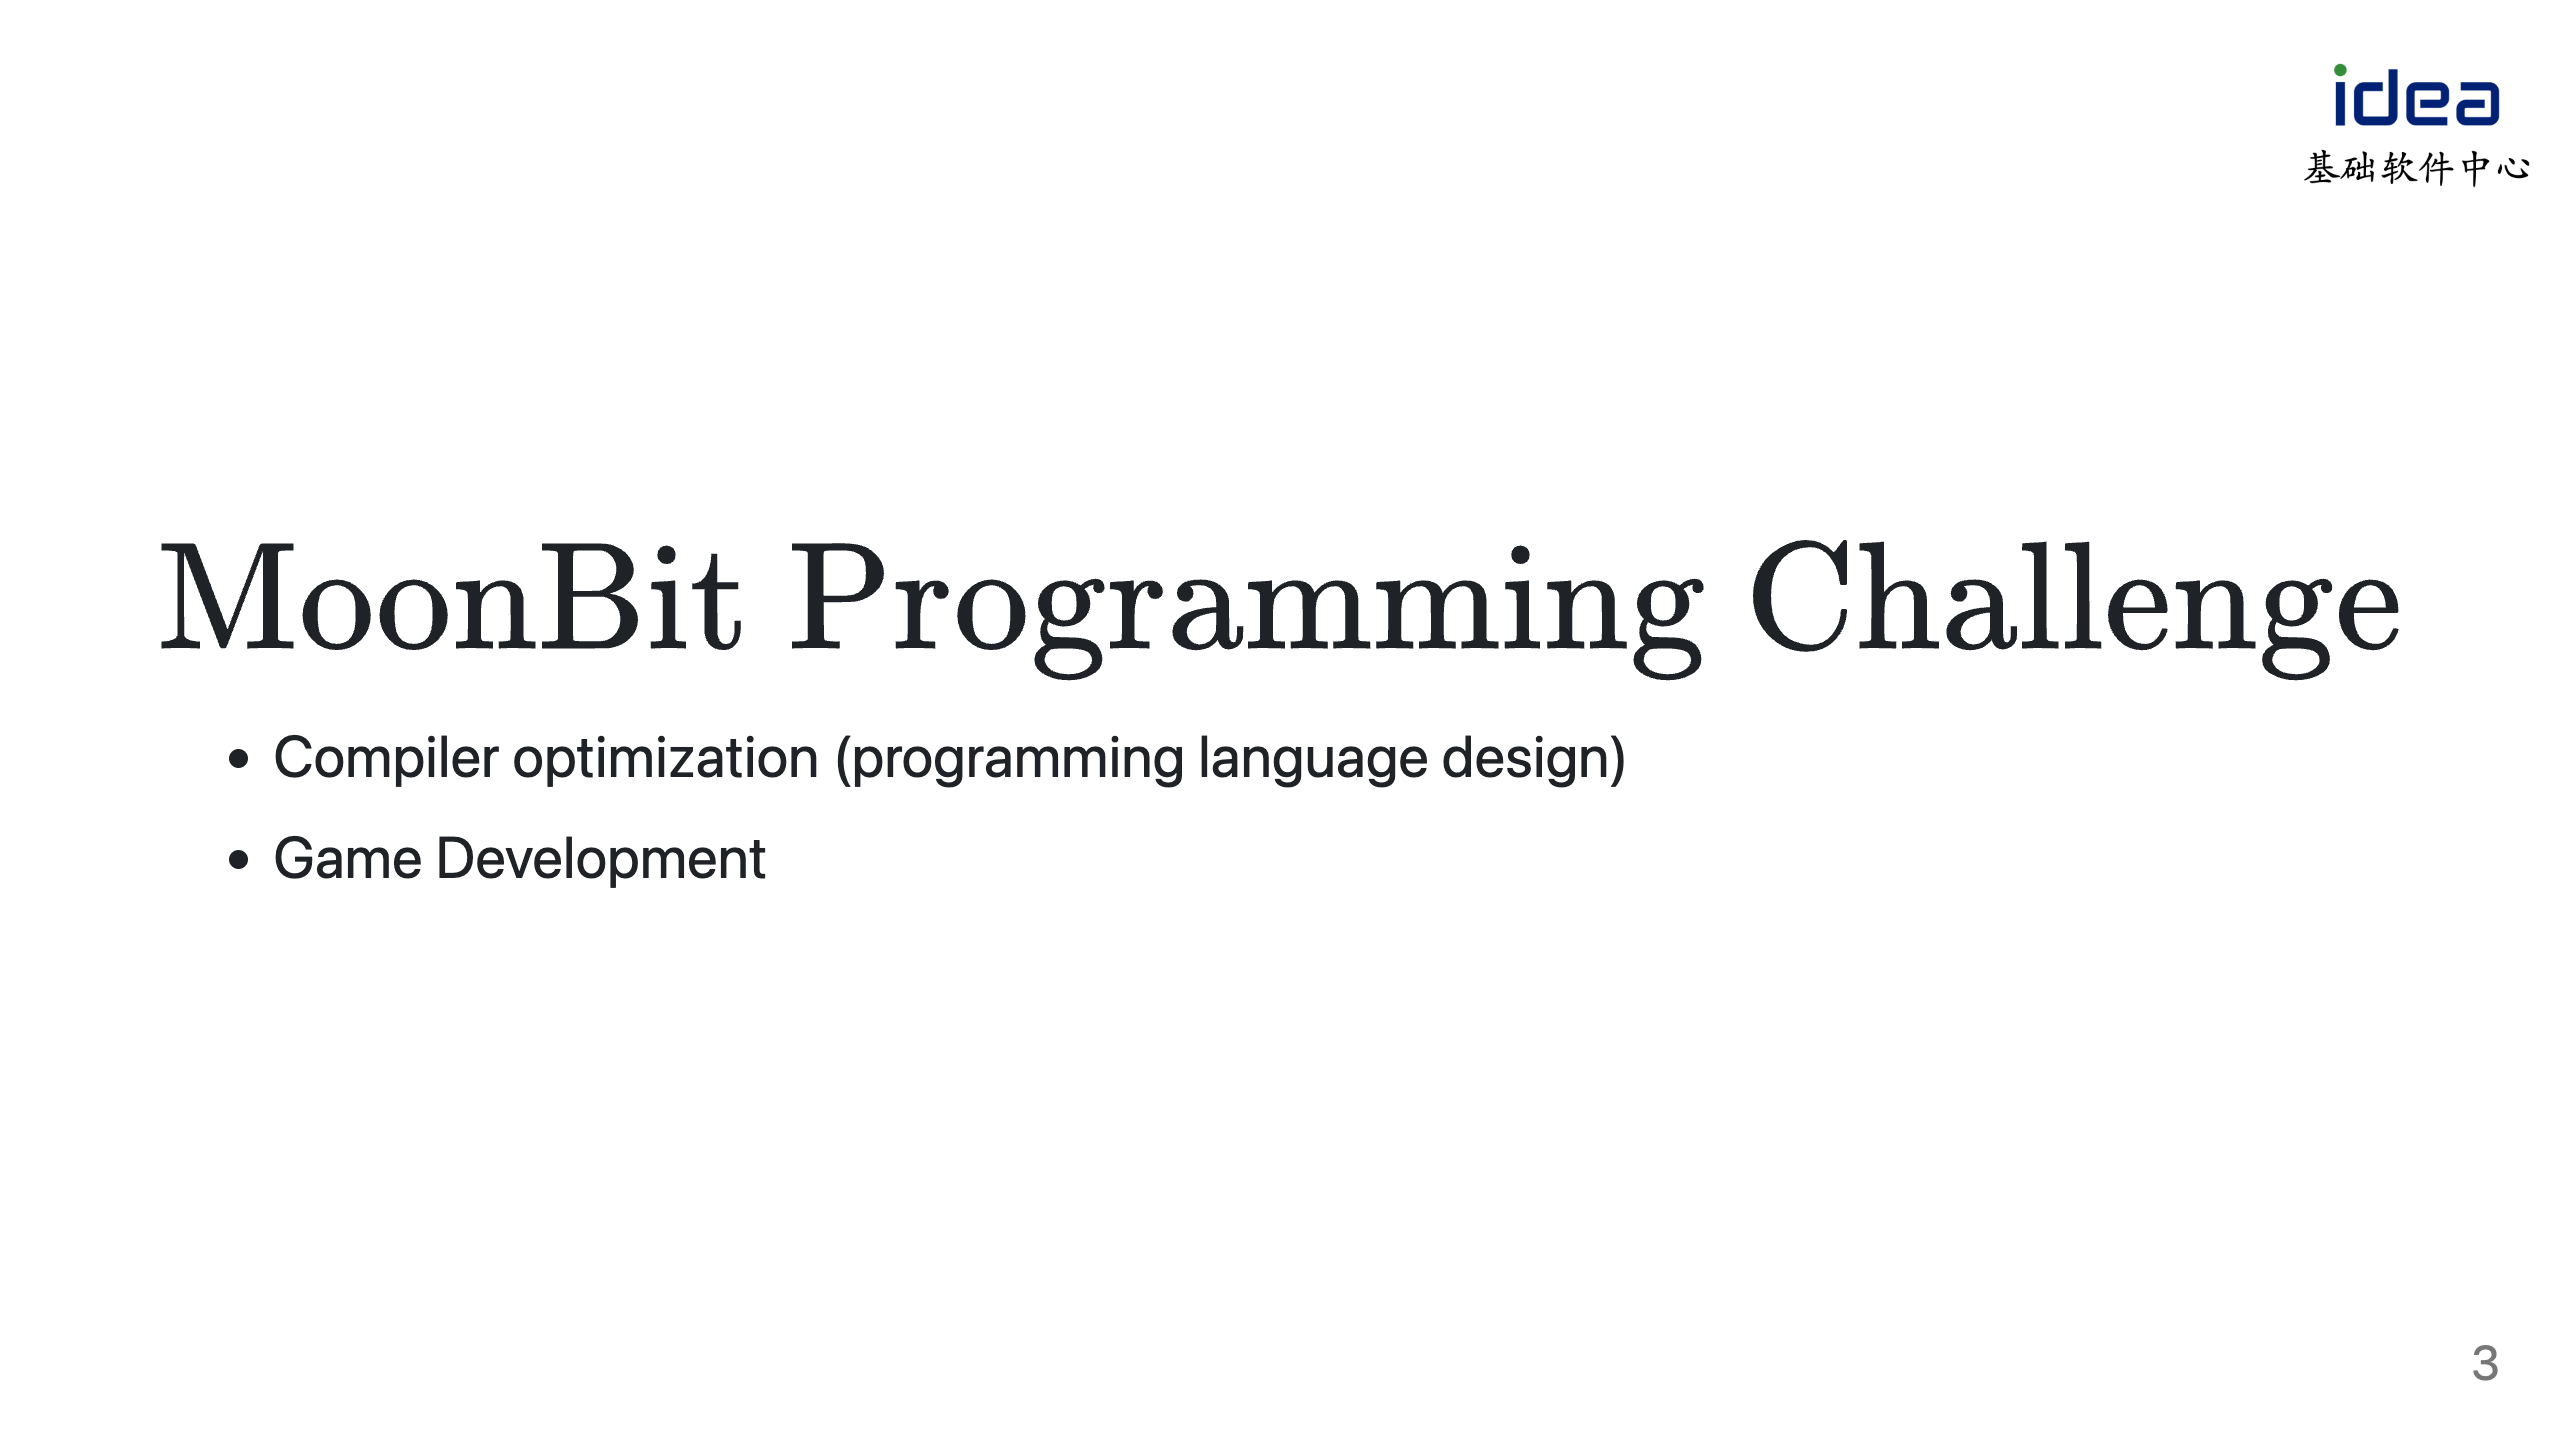 idea
基础软件中心
MoonBit Programming Challenge
• Compiler optimization (programming language design)
• Game Development
3